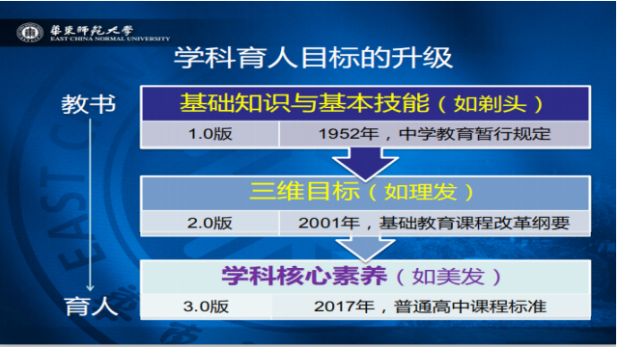 華東師範大學
EAST CHINA NORMAL UNIVERSITY
学科育人目标的升级
教书
基础知识与基本技能（如剃头）
1.0版 1952年，中学教育暂行规定
三维目标（如理发）
2.0版 2001年，基础教育课程改革纲要
学科核心素养（如美发）
育人
3.0版 2017年，普通高中课程标准